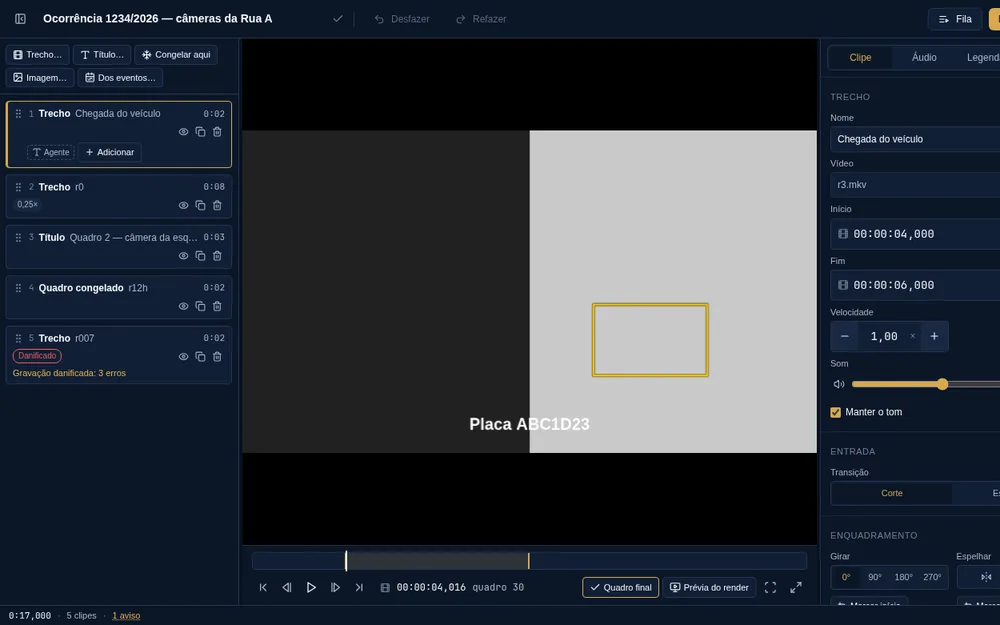 Ocorrência 1234/2026 — câmeras da Rua A
Desfazer
Refazer
Fila
Trecho…
Título…
Congelar aqui
Imagem…
Dos eventos…
1 Trecho Chegada do veículo 0:02
Agente
Adicionar
2 Trecho r0 0:08
0,25×
3 Título Quadro 2 — câmera da esq… 0:03
4 Quadro congelado r12h 0:02
5 Trecho r007 0:02
Danificado
Gravação danificada: 3 erros
Placa ABC1D23
00:00:04,016 quadro 30
Quadro final
Prévia do render
Clipe
Áudio
Legend
TRECHO
Nome
Chegada do veículo
Vídeo
r3.mkv
Início
00:00:04,000
Fim
00:00:06,000
Velocidade
− 1,00 × +
Som
Manter o tom
ENTRADA
Transição
Corte
ENQUADRAMENTO
Girar
Espelhar
0° 90° 180° 270°
0:17,000 · 5 clipes · 1 aviso